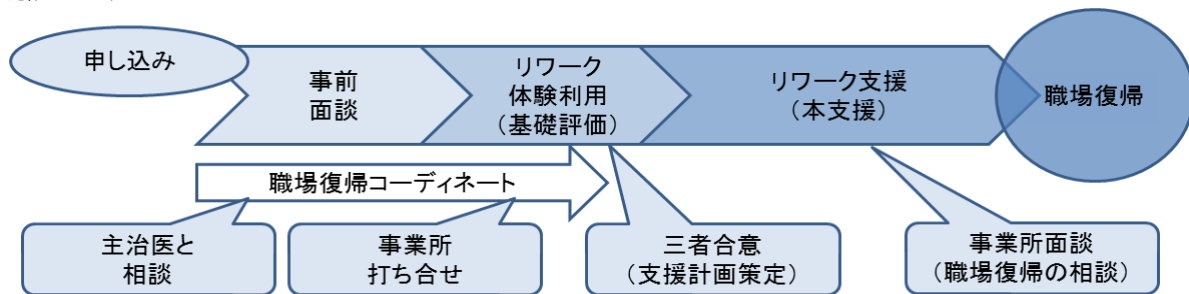 申し込み
事前
面談
リワーク
体験利用
(基礎評価)
リワーク支援
(本支援)
職場復帰
職場復帰コーディネート
主治医と
相談
事業所
打ち合せ
三者合意
(支援計画策定)
事業所面談
(職場復帰の相談)